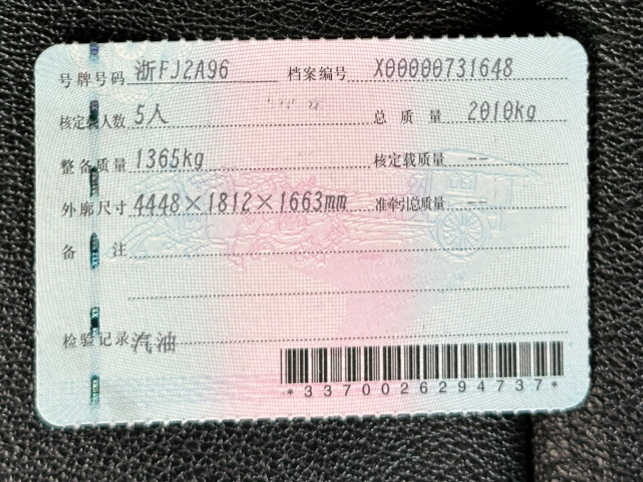 号牌号码 浙FJ2A96 档案编号 X00000731648
核定载人数 5人 总质量 2010kg
整备质量 1365kg 核定载质量 --
外廓尺寸 4448×1812×1663mm 准牵引总质量 --
备注
检验记录 汽油
*3370026294737*